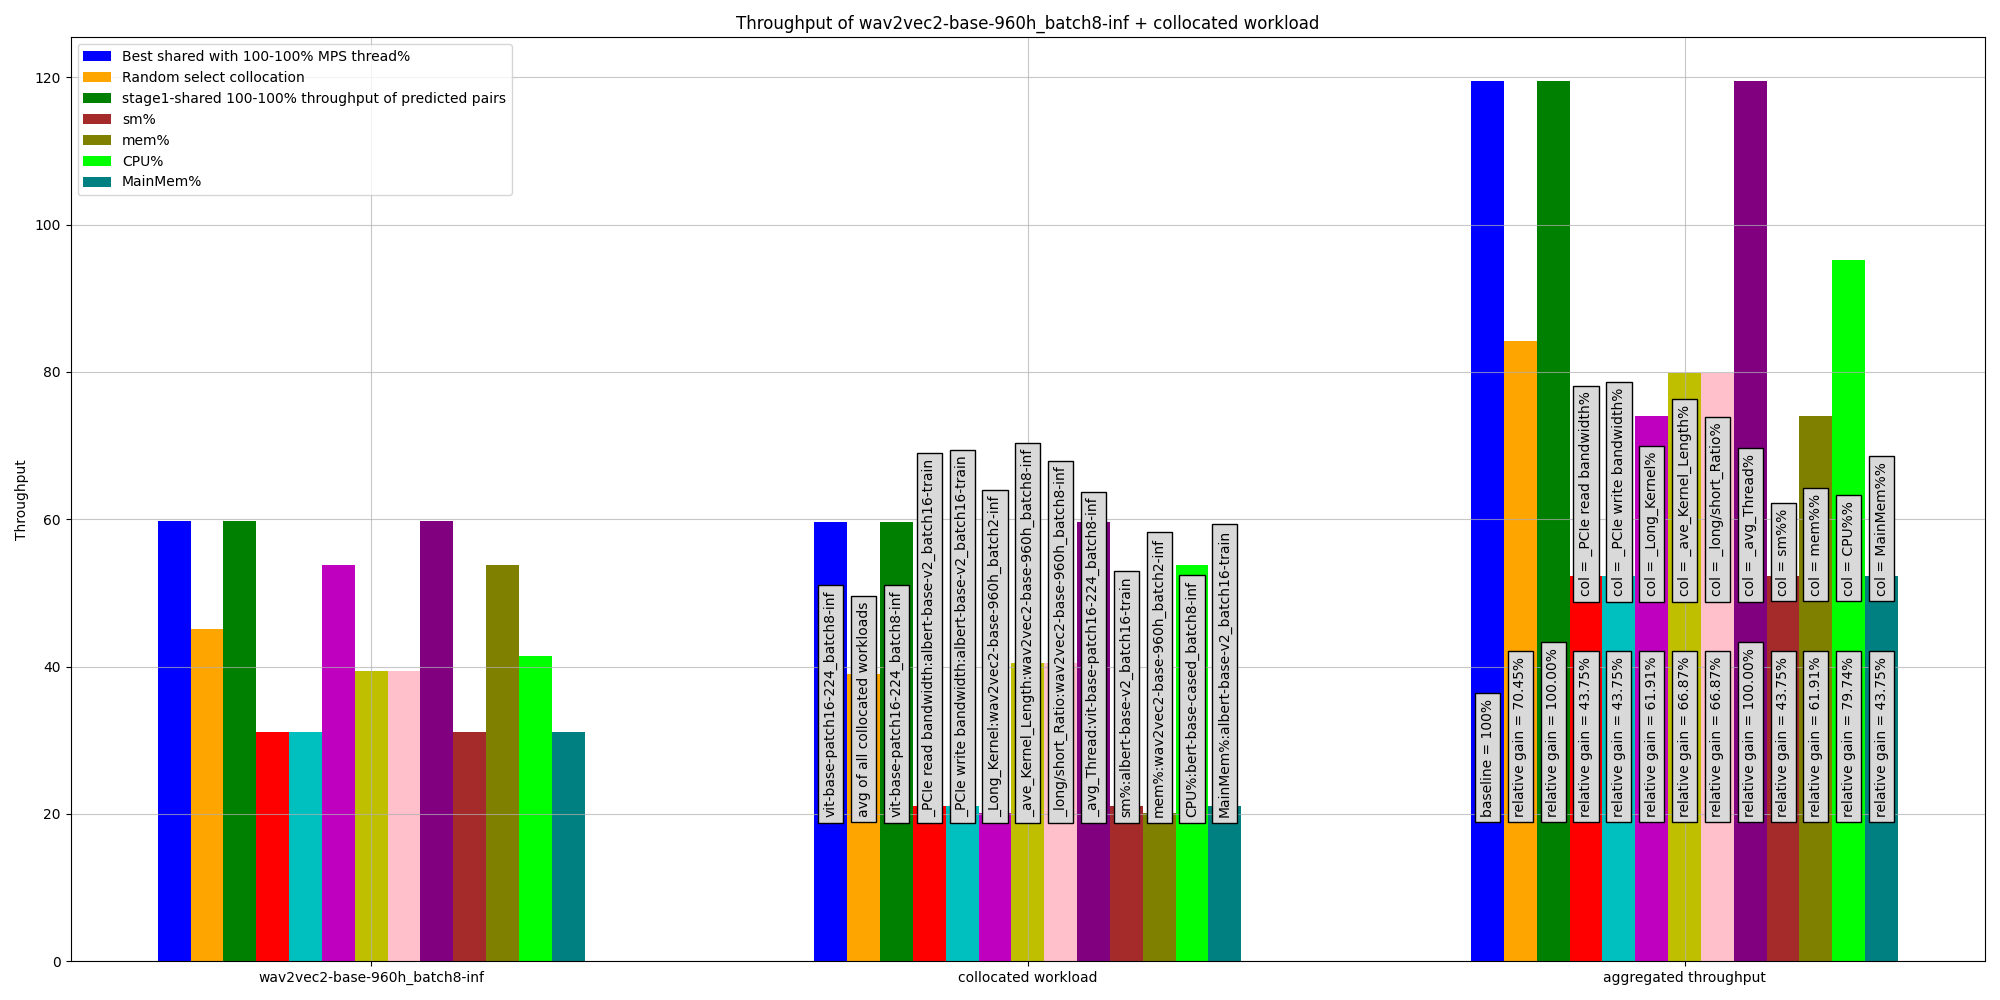 Throughput of wav2vec2-base-960h_batch8-inf + collocated workload
Best shared with 100-100% MPS thread%
Random select collocation
stage1-shared 100-100% throughput of predicted pairs
sm%
mem%
CPU%
MainMem%
Throughput
120
100
80
60
40
20
0
vit-base-patch16-224_batch8-inf
avg of all collocated workloads
vit-base-patch16-224_batch8-inf
_PCIe read bandwidth:albert-base-v2_batch16-train
_PCIe write bandwidth:albert-base-v2_batch16-train
_Long_Kernel:wav2vec2-base-960h_batch2-inf
_ave_Kernel_Length:wav2vec2-base-960h_batch8-inf
_long/short_Ratio:wav2vec2-base-960h_batch8-inf
_avg_Thread:vit-base-patch16-224_batch8-inf
sm%:albert-base-v2_batch16-train
mem%:wav2vec2-base-960h_batch2-inf
CPU%:bert-base-cased_batch8-inf
MainMem%:albert-base-v2_batch16-train
col = _PCIe read bandwidth%
col = _PCIe write bandwidth%
col = _Long_Kernel%
col = _ave_Kernel_Length%
col = _long/short_Ratio%
col = _avg_Thread%
col = sm%%
col = mem%%
col = CPU%%
col = MainMem%%
baseline = 100%
relative gain = 70.45%
relative gain = 100.00%
relative gain = 43.75%
relative gain = 43.75%
relative gain = 61.91%
relative gain = 66.87%
relative gain = 66.87%
relative gain = 100.00%
relative gain = 43.75%
relative gain = 61.91%
relative gain = 79.74%
relative gain = 43.75%
wav2vec2-base-960h_batch8-inf
collocated workload
aggregated throughput